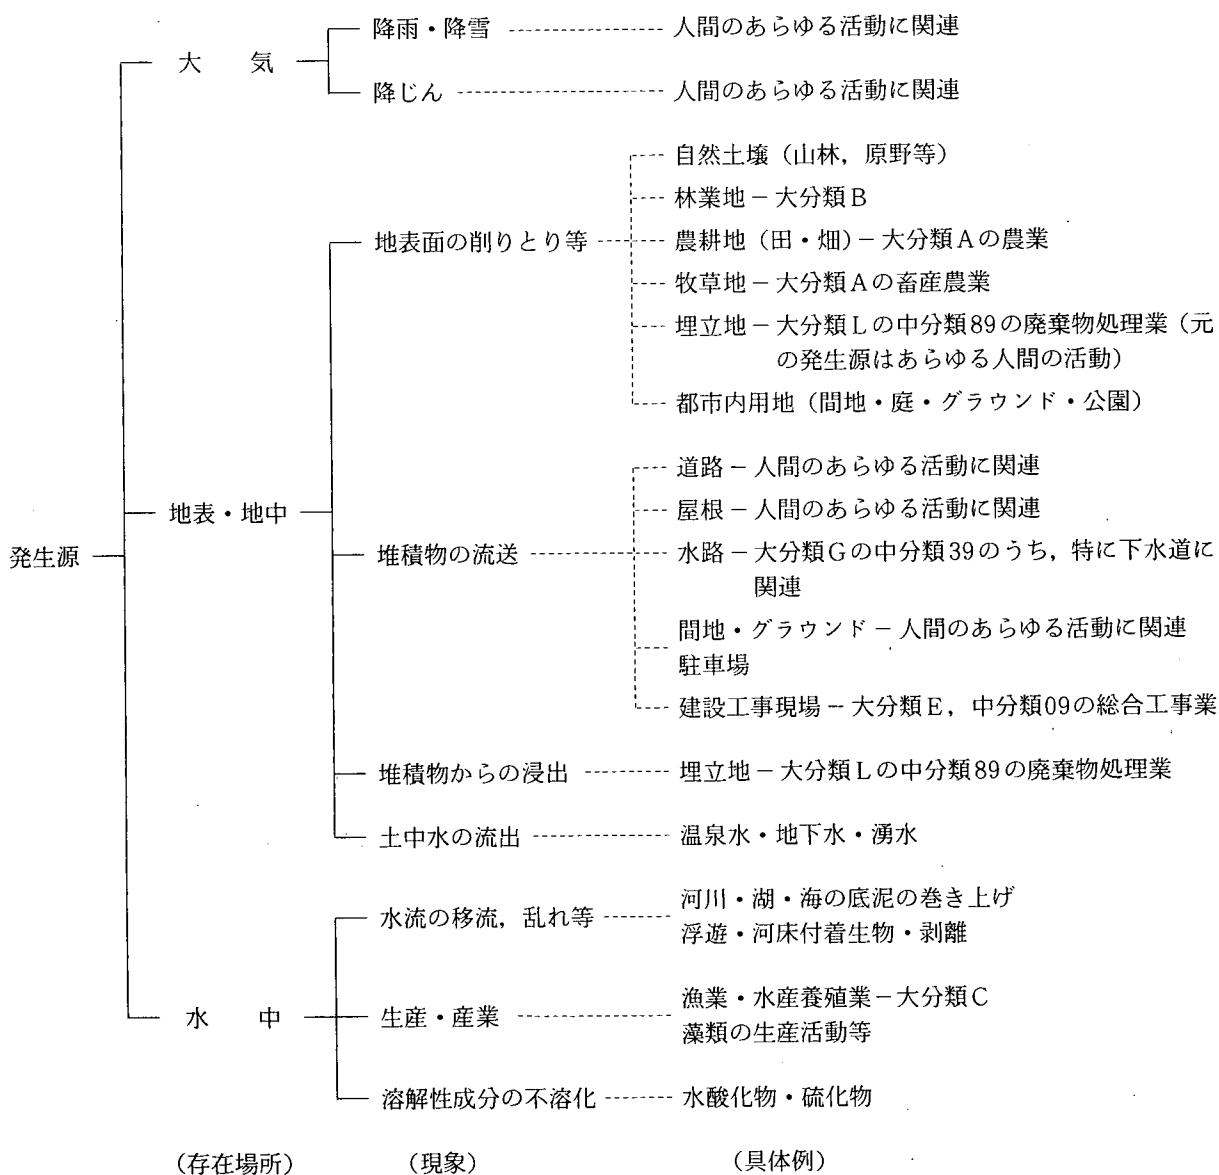 降雨・降雪 人間のあらゆる活動に関連
大 気
降じん 人間のあらゆる活動に関連
自然土壌（山林，原野等）
林業地－大分類B
地表面の削りとり等 農耕地（田・畑）－大分類Aの農業
牧草地－大分類Aの畜産農業
埋立地－大分類Lの中分類89の廃棄物処理業（元
の発生源はあらゆる人間の活動）
都市内用地（間地・庭・グラウンド・公園）
道路－人間のあらゆる活動に関連
地表・地中 屋根－人間のあらゆる活動に関連
発生源 堆積物の流送 水路－大分類Gの中分類39のうち，特に下水道に
関連
間地・グラウンド－人間のあらゆる活動に関連
駐車場
建設工事現場－大分類E，中分類09の総合工事業
堆積物からの浸出 埋立地－大分類Lの中分類89の廃棄物処理業
土中水の流出 温泉水・地下水・湧水
水流の移流，乱れ等 河川・湖・海の底泥の巻き上げ
浮遊・河床付着生物・剥離
水 中 生産・産業 漁業・水産養殖業－大分類C
藻類の生産活動等
溶解性成分の不溶化 水酸化物・硫化物
（存在場所） （現象） （具体例）